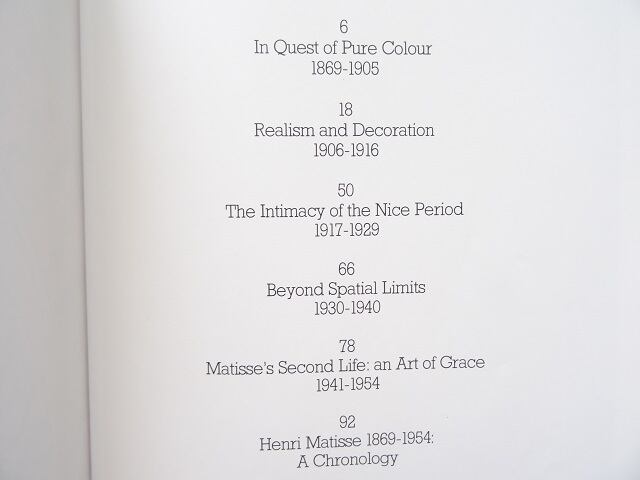 6
In Quest of Pure Colour
1869-1905
18
Realism and Decoration
1906-1916
50
The Intimacy of the Nice Period
1917-1929
66
Beyond Spatial Limits
1930-1940
78
Matisse's Second Life: an Art of Grace
1941-1954
92
Henri Matisse 1869-1954:
A Chronology